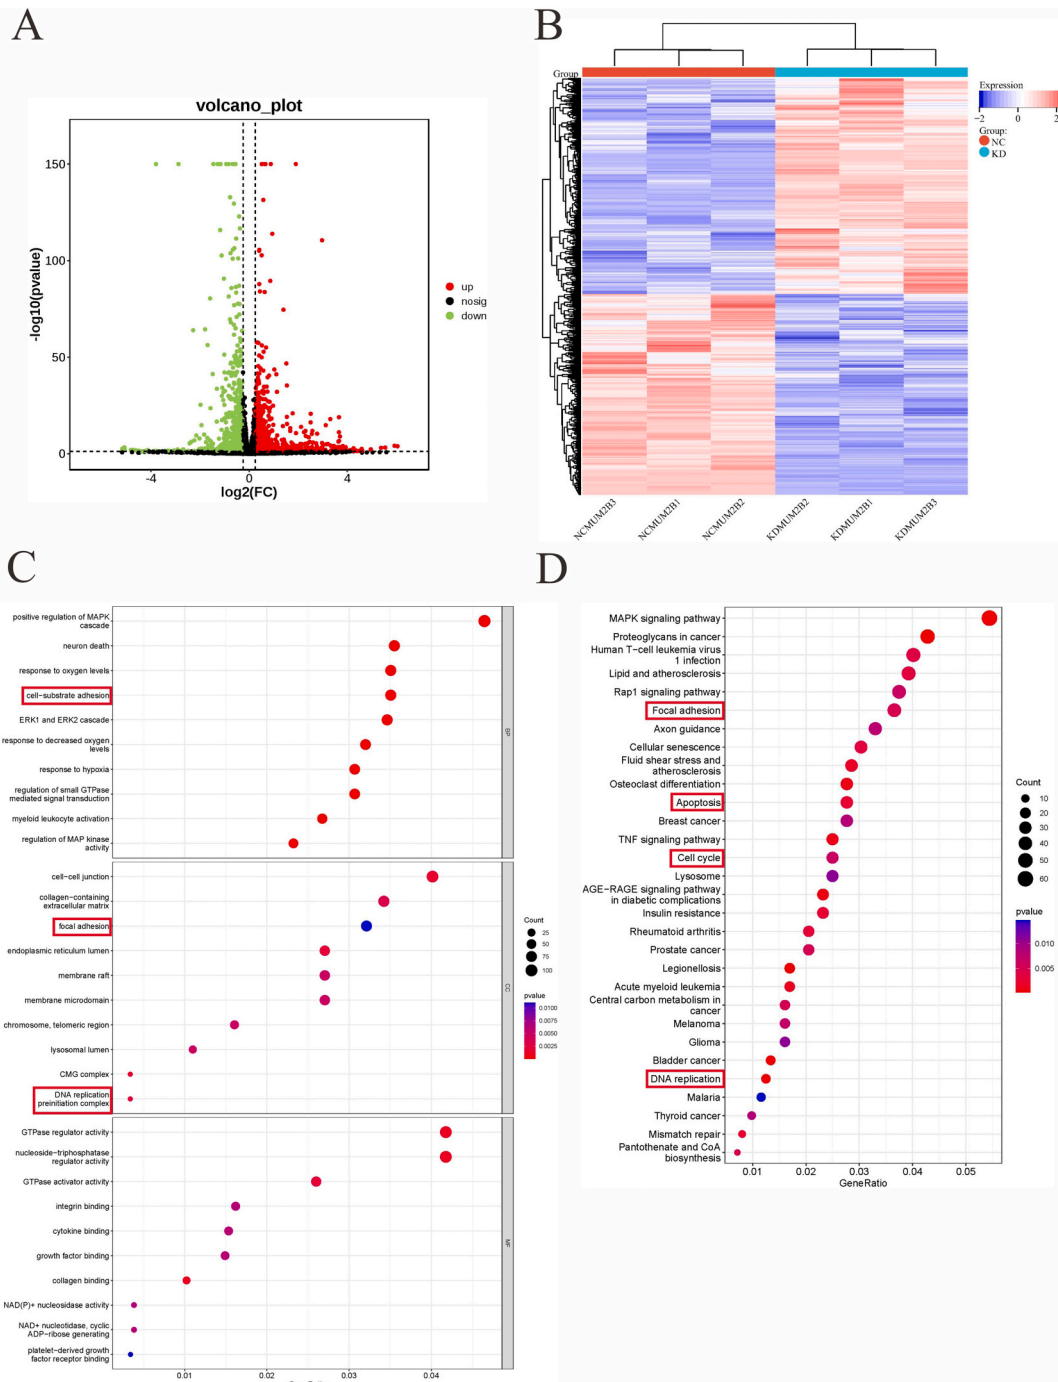 A
volcano_plot
150
100
50
0
-log10(pvalue)
-4
0
4
log2(FC)
up
nosig
down
B
Group
Expression
-2
0
2
Group:
NC
KD
NCMUM2B3
NCMUM2B1
NCMUM2B2
KDMUM2B2
KDMUM2B1
KDMUM2B3
C
positive regulation of MAPK
cascade
neuron death
response to oxygen levels
cell-substrate adhesion
ERK1 and ERK2 cascade
response to decreased oxygen
levels
response to hypoxia
regulation of small GTPase
mediated signal transduction
myeloid leukocyte activation
regulation of MAP kinase
activity
BP
cell-cell junction
collagen-containing
extracellular matrix
focal adhesion
endoplasmic reticulum lumen
membrane raft
membrane microdomain
chromosome, telomeric region
lysosomal lumen
CMG complex
DNA replication
preinitiation complex
CC
GTPase regulator activity
nucleoside-triphosphatase
regulator activity
GTPase activator activity
integrin binding
cytokine binding
growth factor binding
collagen binding
NAD(P)+ nucleosidase activity
NAD+ nucleotidase, cyclic
ADP-ribose generating
platelet-derived growth
factor receptor binding
MF
0.01
0.02
0.03
0.04
Count
25
50
75
100
pvalue
0.0100
0.0075
0.0050
0.0025
D
MAPK signaling pathway
Proteoglycans in cancer
Human T-cell leukemia virus
1 infection
Lipid and atherosclerosis
Rap1 signaling pathway
Focal adhesion
Axon guidance
Cellular senescence
Fluid shear stress and
atherosclerosis
Osteoclast differentiation
Apoptosis
Breast cancer
TNF signaling pathway
Cell cycle
Lysosome
AGE-RAGE signaling pathway
in diabetic complications
Insulin resistance
Rheumatoid arthritis
Prostate cancer
Legionellosis
Acute myeloid leukemia
Central carbon metabolism in
cancer
Melanoma
Glioma
Bladder cancer
DNA replication
Malaria
Thyroid cancer
Mismatch repair
Pantothenate and CoA
biosynthesis
0.01
0.02
0.03
0.04
0.05
GeneRatio
Count
10
20
30
40
50
60
pvalue
0.010
0.005